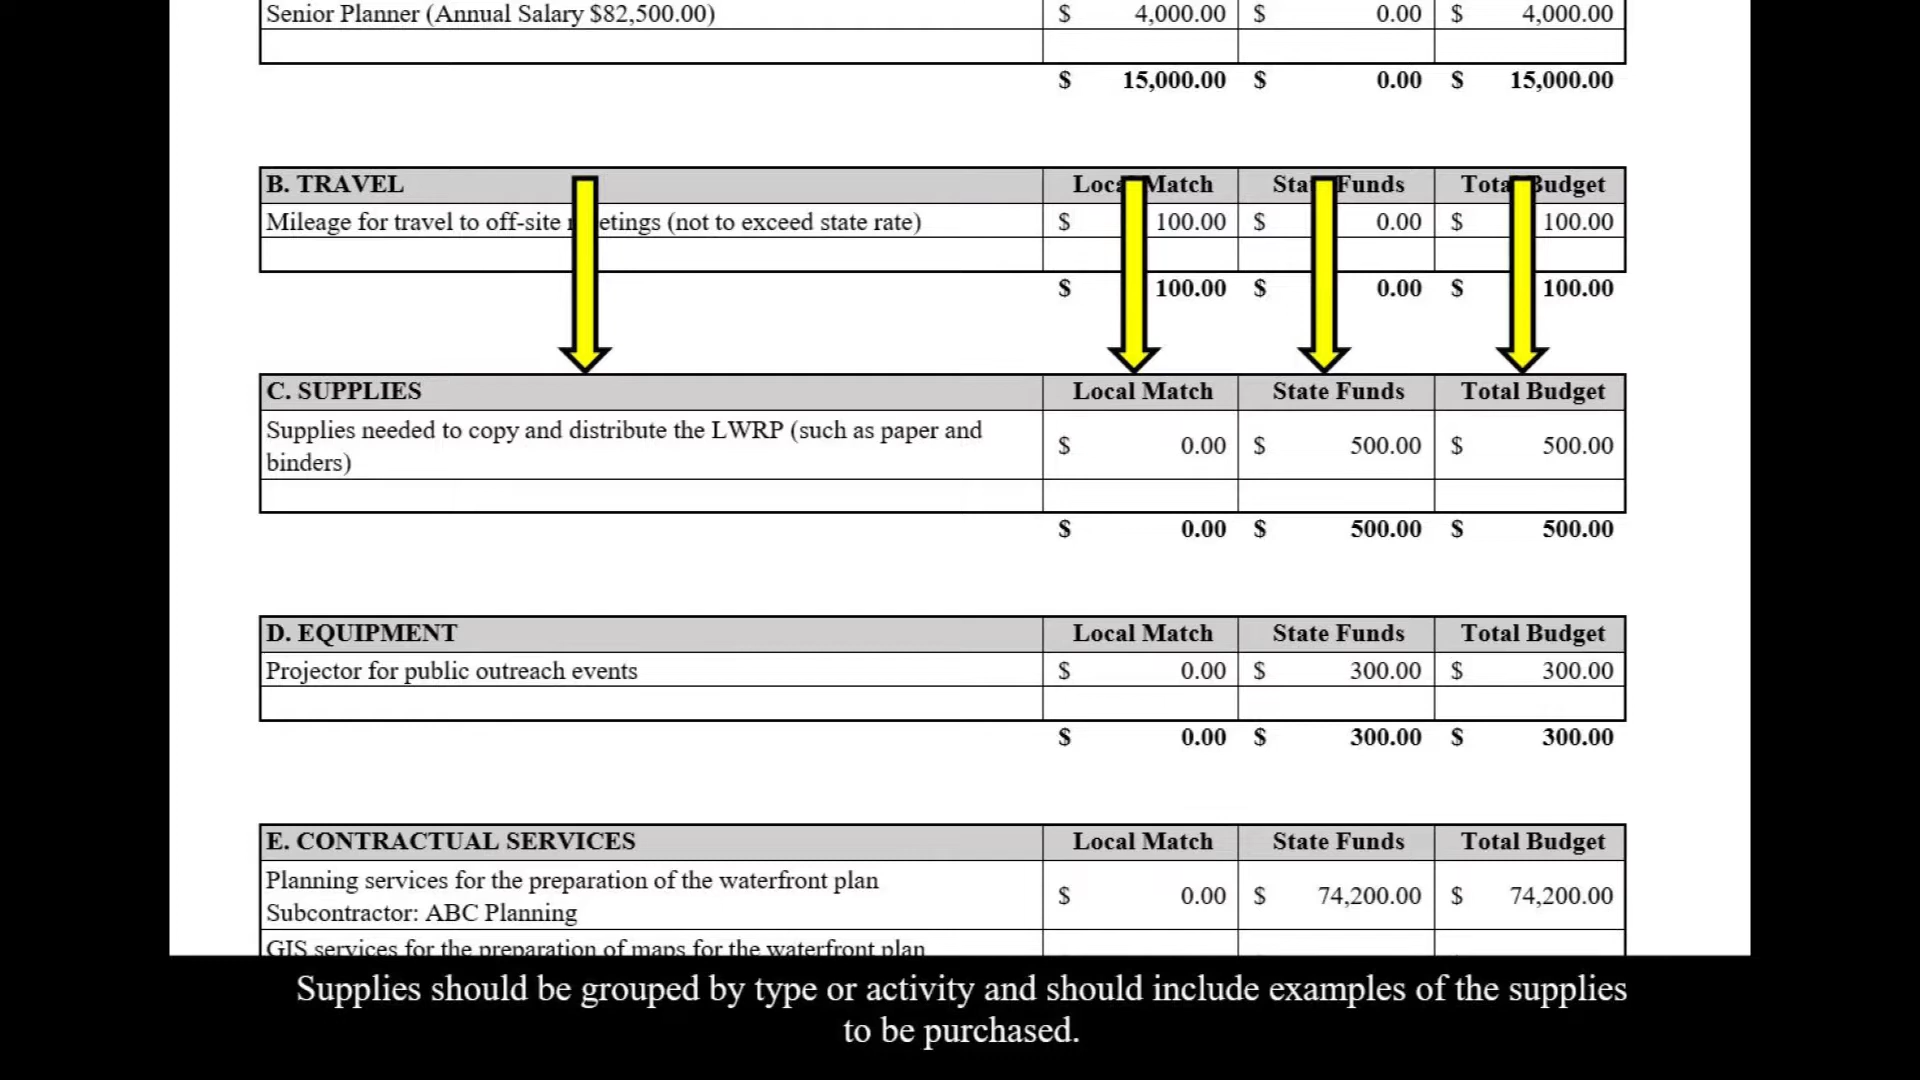 Senior Planner (Annual Salary $82,500.00) $ 4,000.00 $ 0.00 $ 4,000.00
$ 15,000.00 $ 0.00 $ 15,000.00
B. TRAVEL Local Match State Funds Total Budget
Mileage for travel to off-site meetings (not to exceed state rate) $ 100.00 $ 0.00 $ 100.00
$ 100.00 $ 0.00 $ 100.00
C. SUPPLIES Local Match State Funds Total Budget
Supplies needed to copy and distribute the LWRP (such as paper and
binders) $ 0.00 $ 500.00 $ 500.00
$ 0.00 $ 500.00 $ 500.00
D. EQUIPMENT Local Match State Funds Total Budget
Projector for public outreach events $ 0.00 $ 300.00 $ 300.00
$ 0.00 $ 300.00 $ 300.00
E. CONTRACTUAL SERVICES Local Match State Funds Total Budget
Planning services for the preparation of the waterfront plan
Subcontractor: ABC Planning $ 0.00 $ 74,200.00 $ 74,200.00
GIS services for the preparation of maps for the waterfront plan
Supplies should be grouped by type or activity and should include examples of the supplies
to be purchased.